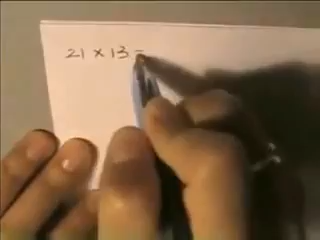 21 × 13 =